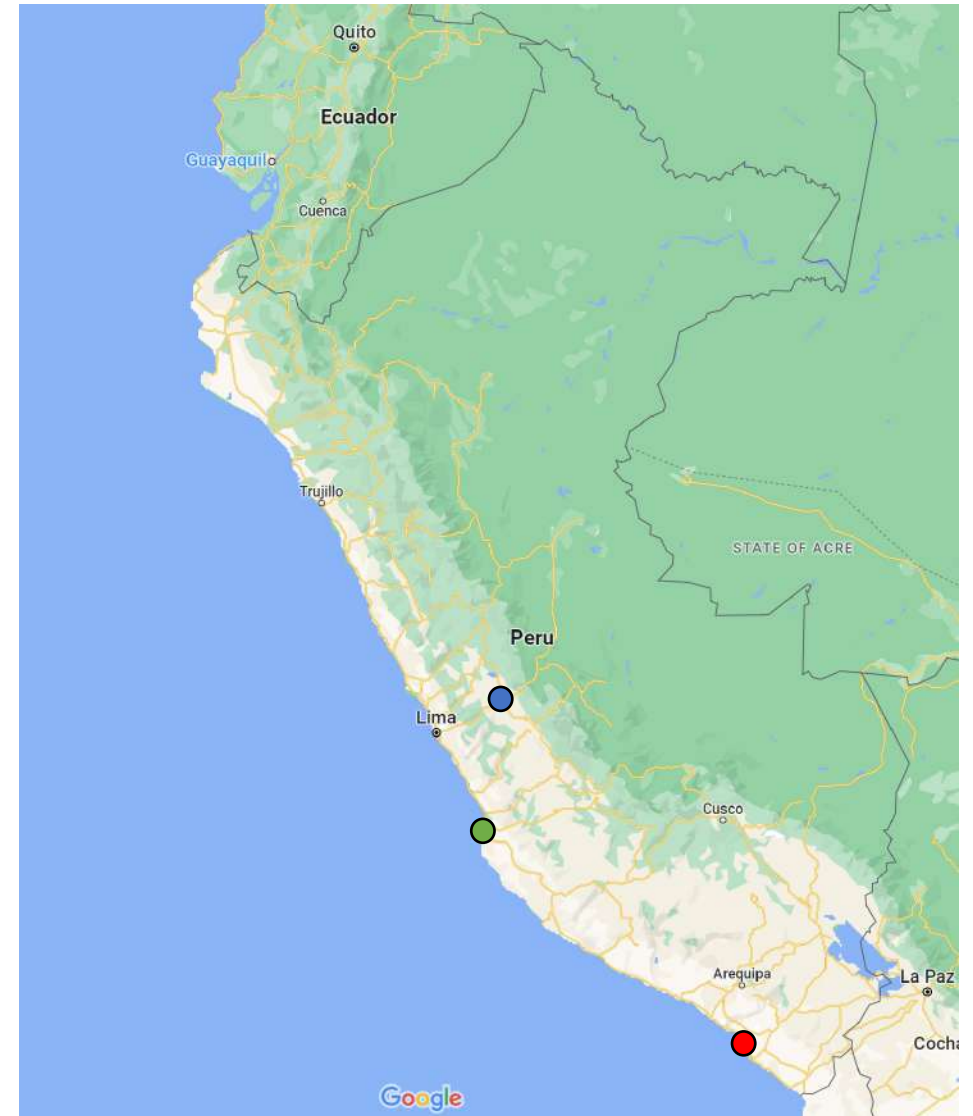 Quito
Ecuador
Guayaquil
Cuenca
Trujillo
STATE OF ACRE
Peru
Lima
Cusco
Arequipa
La Paz
Cocha
Google